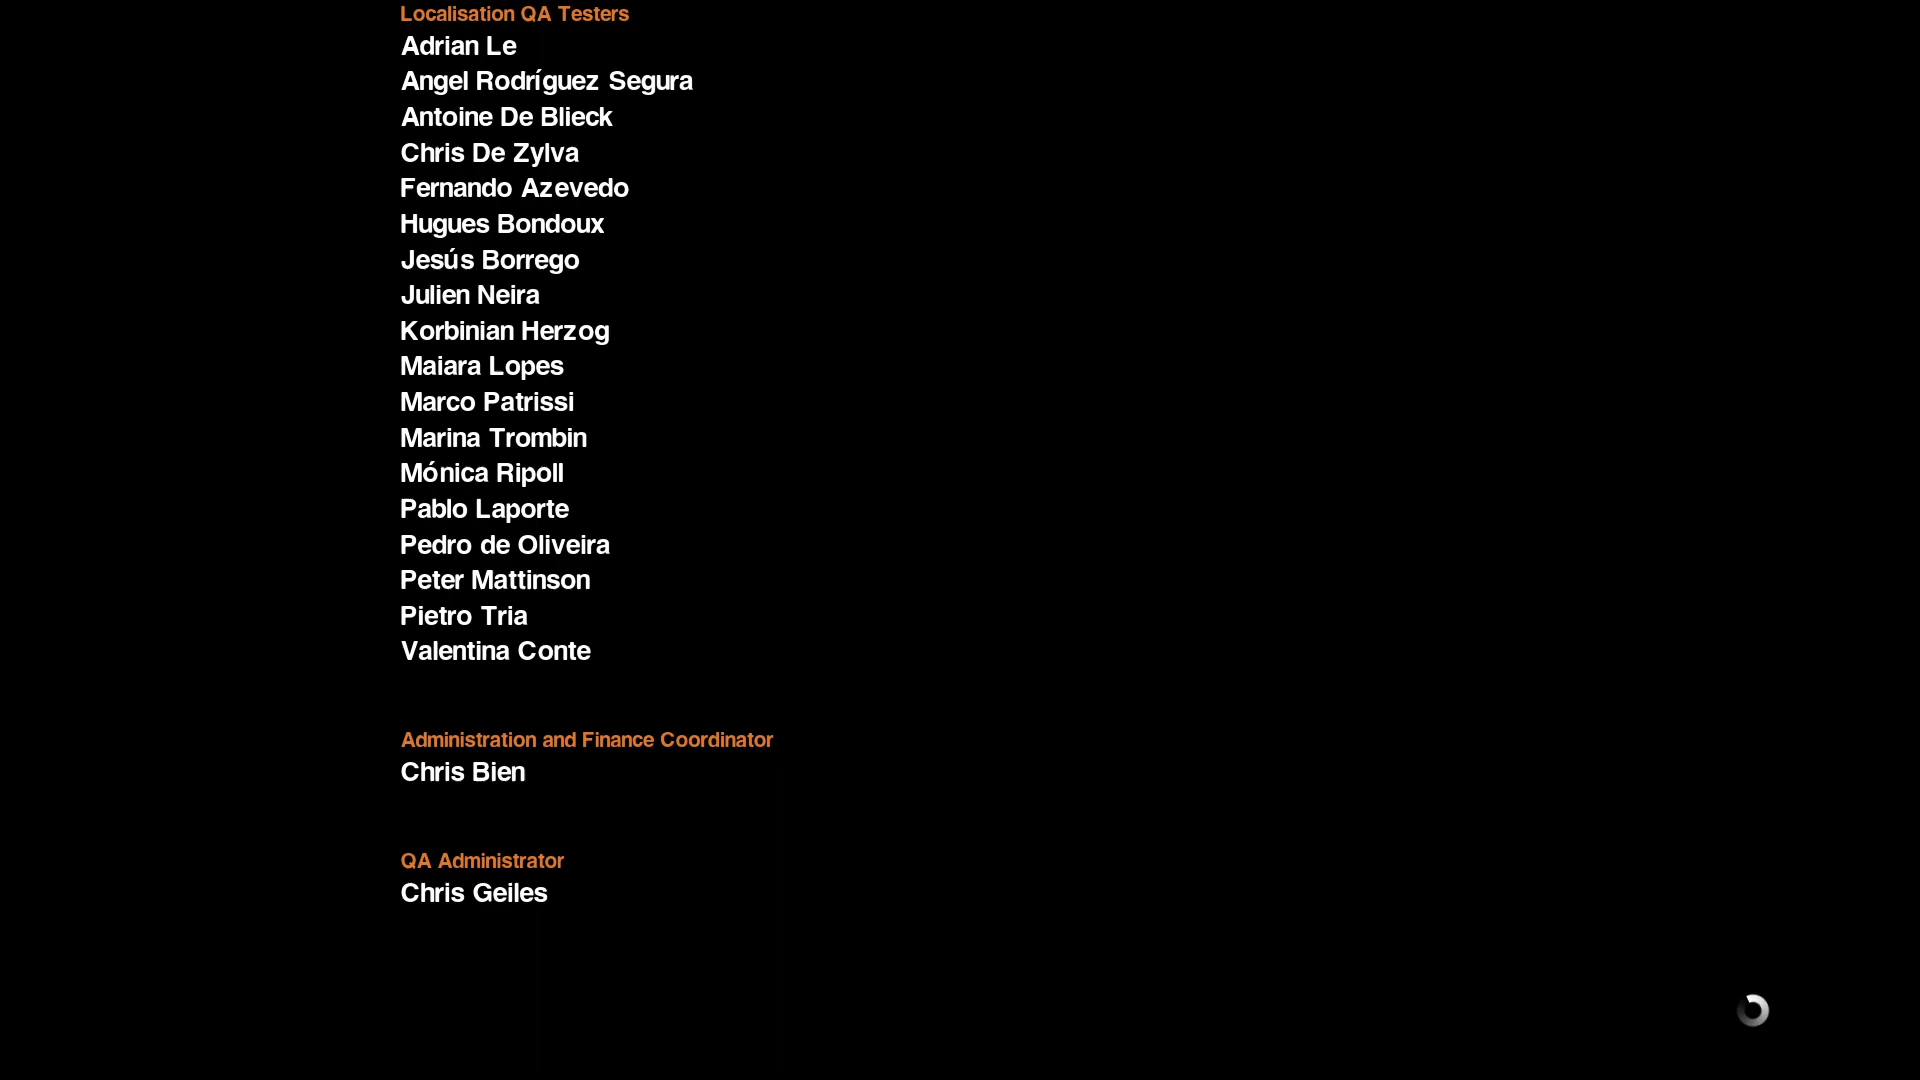 Localisation QA Testers
Adrian Le
Angel Rodríguez Segura
Antoine De Blieck
Chris De Zylva
Fernando Azevedo
Hugues Bondoux
Jesús Borrego
Julien Neira
Korbinian Herzog
Maiara Lopes
Marco Patrissi
Marina Trombin
Mónica Ripoll
Pablo Laporte
Pedro de Oliveira
Peter Mattinson
Pietro Tria
Valentina Conte
Administration and Finance Coordinator
Chris Bien
QA Administrator
Chris Geiles